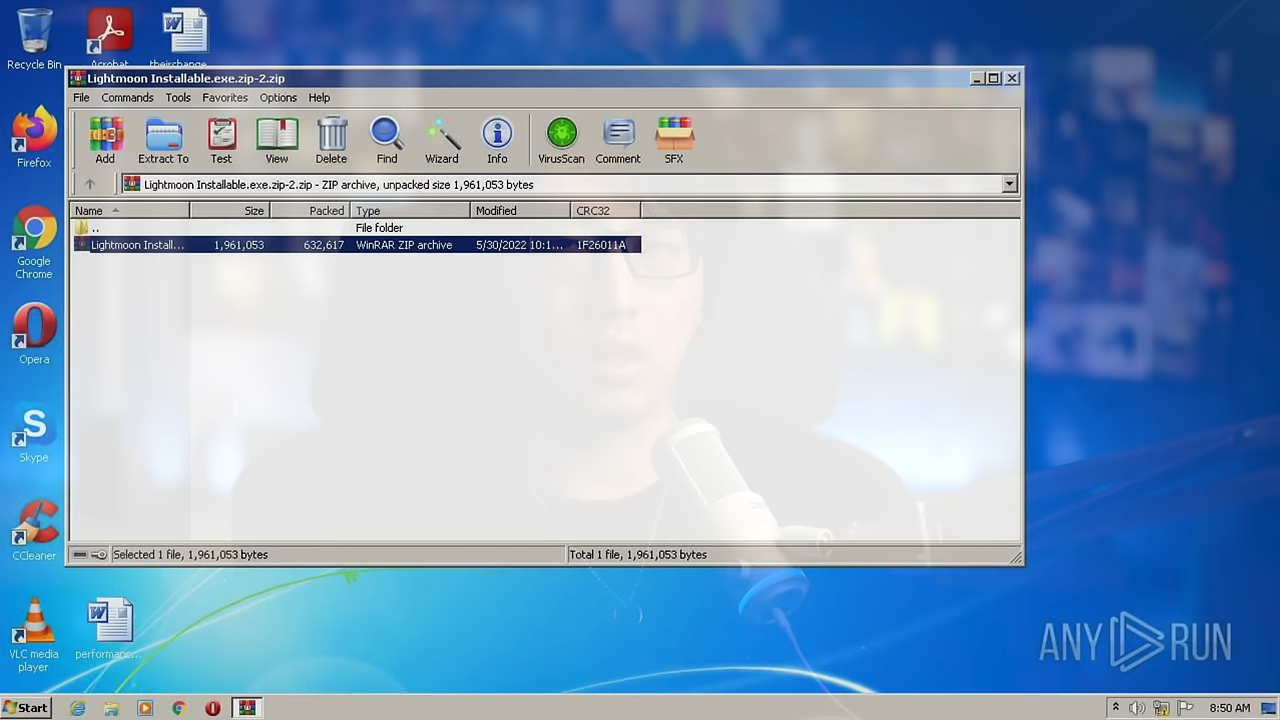 Recycle Bin
Acrobat
theirchange
Lightmoon Installable.exe.zip-2.zip
File Commands Tools Favorites Options Help
Add Extract To Test View Delete Find Wizard Info VirusScan Comment SFX
Lightmoon Installable.exe.zip-2.zip - ZIP archive, unpacked size 1,961,053 bytes
Name Size Packed Type Modified CRC32
.. File folder
Lightmoon Install... 1,961,053 632,617 WinRAR ZIP archive 5/30/2022 10:1... 1F26011A
Selected 1 file, 1,961,053 bytes
Total 1 file, 1,961,053 bytes
Firefox
Google
Chrome
Opera
Skype
CCleaner
VLC media
player
performanc...
ANY RUN
Start
8:50 AM